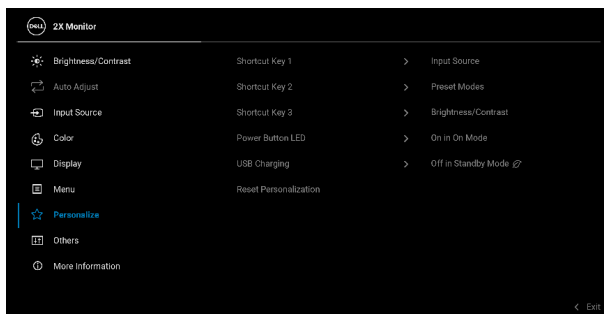 DELL 2X Monitor
Brightness/Contrast Shortcut Key 1 > Input Source
Auto Adjust Shortcut Key 2 > Preset Modes
Input Source Shortcut Key 3 > Brightness/Contrast
Color Power Button LED > On in On Mode
Display USB Charging > Off in Standby Mode
Menu Reset Personalization
Personalize
Others
More Information
< Exit